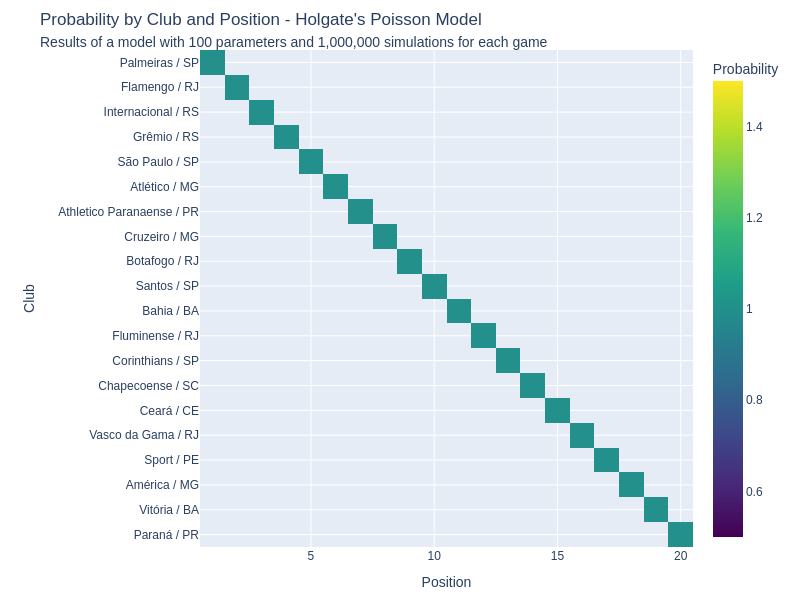 Probability by Club and Position - Holgate's Poisson Model
Results of a model with 100 parameters and 1,000,000 simulations for each game
Probability
Palmeiras / SP
Flamengo / RJ
Internacional / RS
Grêmio / RS
São Paulo / SP
Atlético / MG
Athletico Paranaense / PR
Cruzeiro / MG
Botafogo / RJ
Santos / SP
Bahia / BA
Fluminense / RJ
Corinthians / SP
Chapecoense / SC
Ceará / CE
Vasco da Gama / RJ
Sport / PE
América / MG
Vitória / BA
Paraná / PR
Club
5
10
15
20
Position
1.4
1.2
1
0.8
0.6